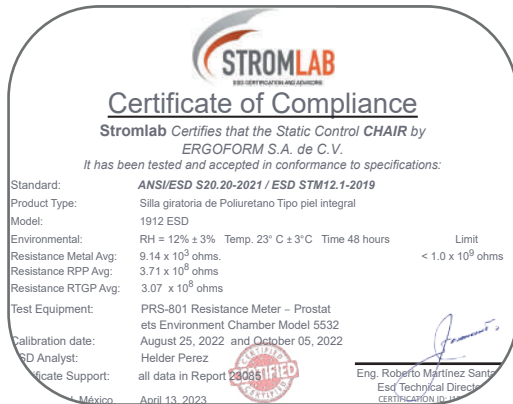 STROMLAB
ESD CERTIFICATION AND ADVISORS
Certificate of Compliance
Stromlab Certifies that the Static Control CHAIR by
ERGOFORM S.A. de C.V.
It has been tested and accepted in conformance to specifications:
Standard: ANSI/ESD S20.20-2021 / ESD STM12.1-2019
Product Type: Silla giratoria de Poliuretano Tipo piel integral
Model: 1912 ESD
Environmental: RH = 12% ± 3% Temp. 23° C ± 3°C Time 48 hours Limit
Resistance Metal Avg: 9.14 x 10³ ohms. < 1.0 x 10⁹ ohms
Resistance RPP Avg: 3.71 x 10⁸ ohms
Resistance RTGP Avg: 3.07 x 10⁸ ohms
Test Equipment: PRS-801 Resistance Meter – Prostat
ets Environment Chamber Model 5532
Calibration date: August 25, 2022 and October 05, 2022
SD Analyst: Helder Perez
ificate Support: all data in Report 23085
CERTIFIED
Eng. Roberto Martínez Santa
Esd Technical Directo
México April 13, 2023
CERTIFICATION ID: